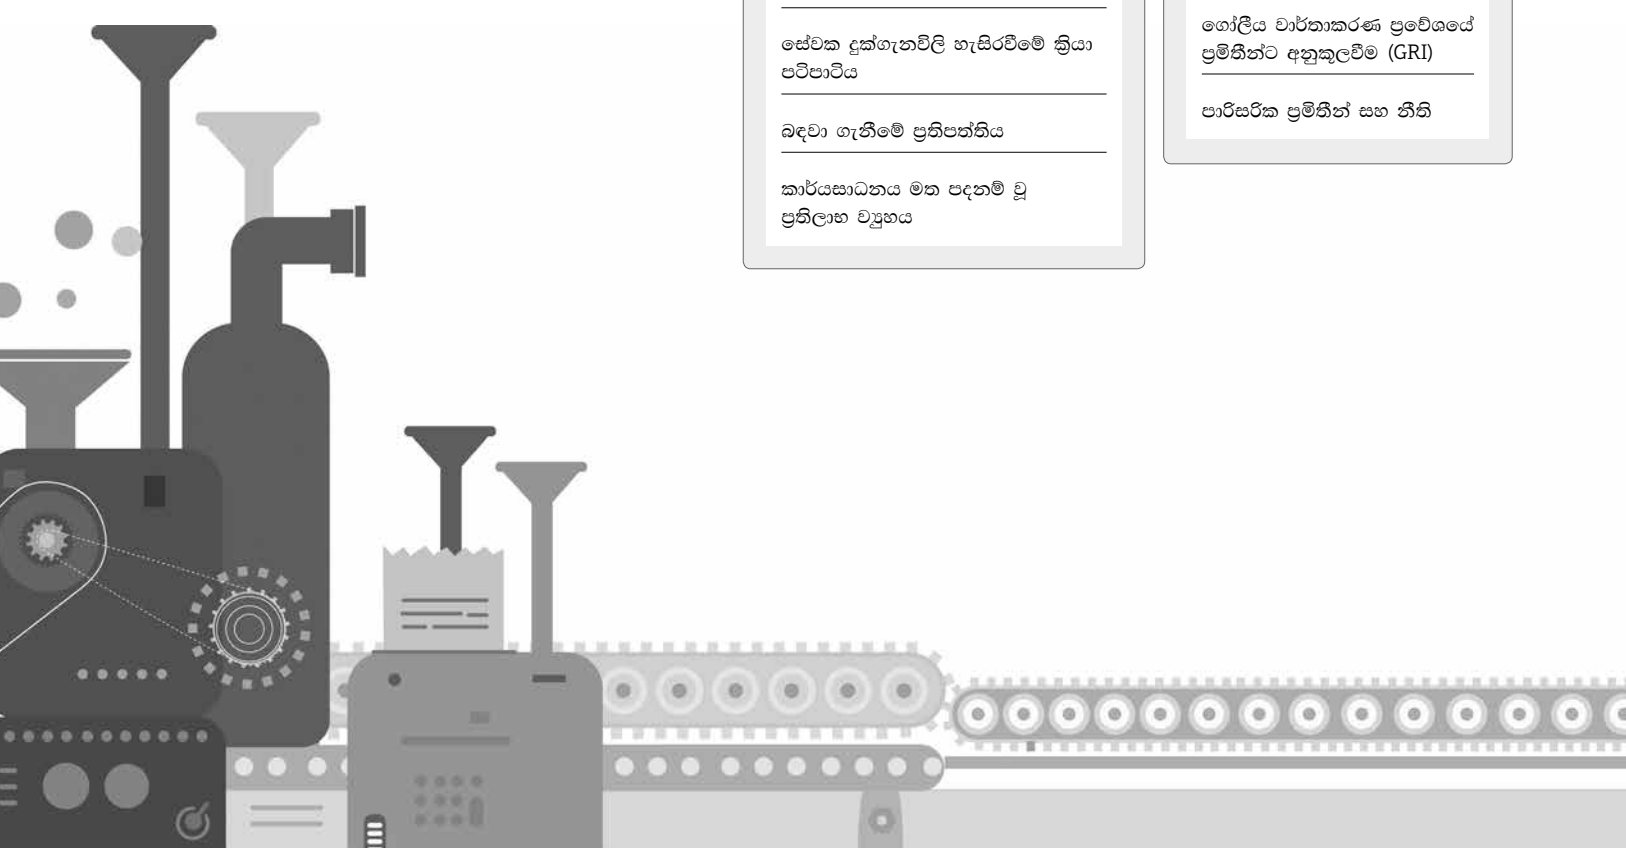 සේවක දුක්ගැනවිලි හැසිරවීමේ ක්‍රියා
පටිපාටිය
බඳවා ගැනීමේ ප්‍රතිපත්තිය
කාර්යසාධනය මත පදනම් වූ
ප්‍රතිලාභ ව්‍යුහය
ගෝලීය වාර්තාකරණ ප්‍රවේශයේ
ප්‍රමිතීන්ට අනුකූලවීම (GRI)
පාරිසරික ප්‍රමිතීන් සහ නීති